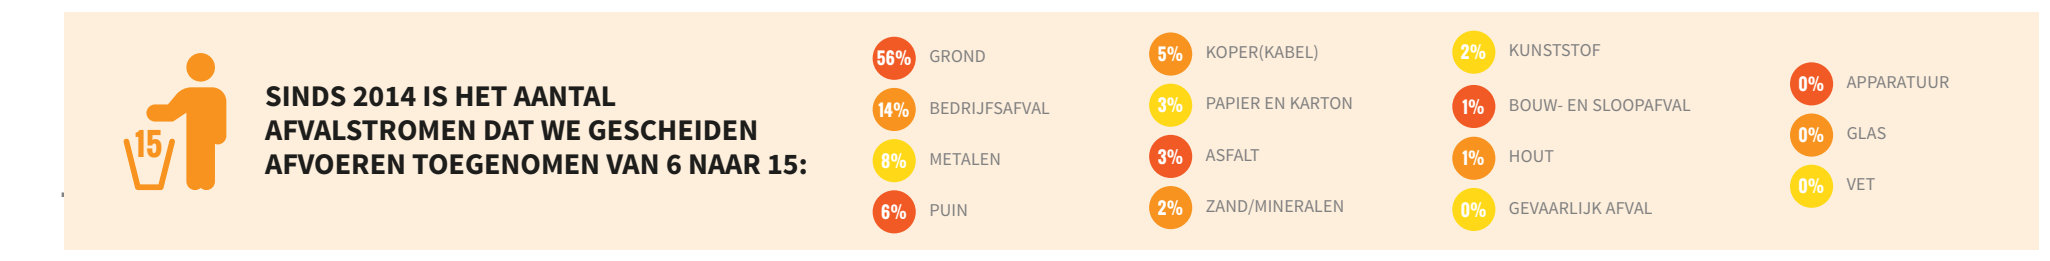 15
SINDS 2014 IS HET AANTAL
AFVALSTROMEN DAT WE GESCHEIDEN
AFVOEREN TOEGENOMEN VAN 6 NAAR 15:
56% GROND
14% BEDRIJFSAFVAL
8% METALEN
6% PUIN
5% KOPER(KABEL)
3% PAPIER EN KARTON
3% ASFALT
2% ZAND/MINERALEN
2% KUNSTSTOF
1% BOUW- EN SLOOPAFVAL
1% HOUT
0% GEVAARLIJK AFVAL
0% APPARATUUR
0% GLAS
0% VET